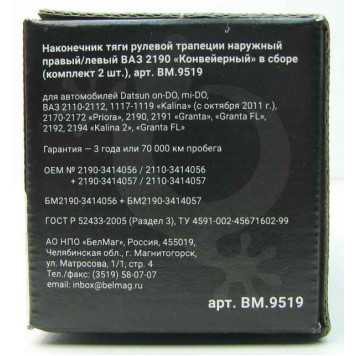 Наконечник тяги рулевой трапеции наружный
правый/левый ВАЗ 2190 «Конвейерный» в сборе
(комплект 2 шт.), арт. BM.9519
для автомобилей Datsun on-DO, mi-DO,
ВАЗ 2110-2112, 1117-1119 «Kalina» (с октября 2011 г.),
2170-2172 «Priora», 2190, 2191 «Granta», «Granta FL»,
2192, 2194 «Kalina 2», «Granta FL»
Гарантия – 3 года или 70 000 км пробега
OEM № 2190-3414056 / 2110-3414056
+ 2190-3414057 / 2110-3414057
БМ2190-3414056 + БМ2190-3414057
ГОСТ Р 52433-2005 (Раздел 3), ТУ 4591-002-45671602-99
АО НПО «БелМаг», Россия, 455019,
Челябинская обл., г. Магнитогорск,
ул. Матросова, 1/1, стр. 4
Тел./факс: (3519) 58-07-07
email: inbox@belmag.ru
арт. BM.9519